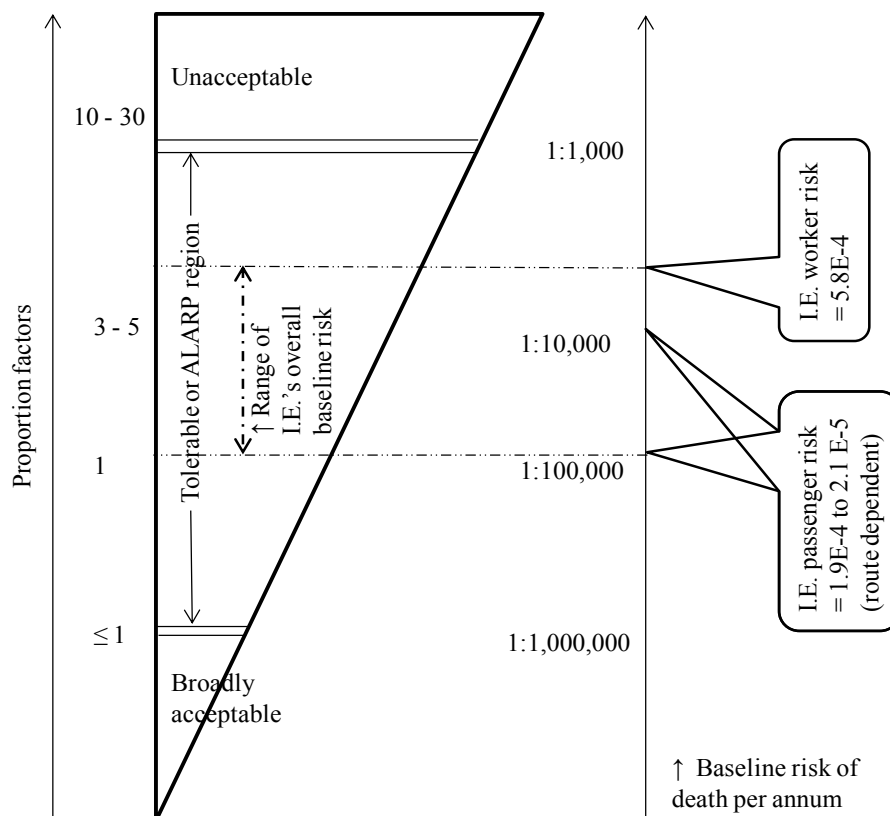 Proportion factors
10 - 30
3 - 5
1
≤ 1
Unacceptable
Tolerable or ALARP region
↑ Range of
I.E.'s overall
baseline risk
Broadly
acceptable
1:1,000
1:10,000
1:100,000
1:1,000,000
I.E. worker risk
= 5.8E-4
I.E. passenger risk
= 1.9E-4 to 2.1 E-5
(route dependent)
↑ Baseline risk of
death per annum